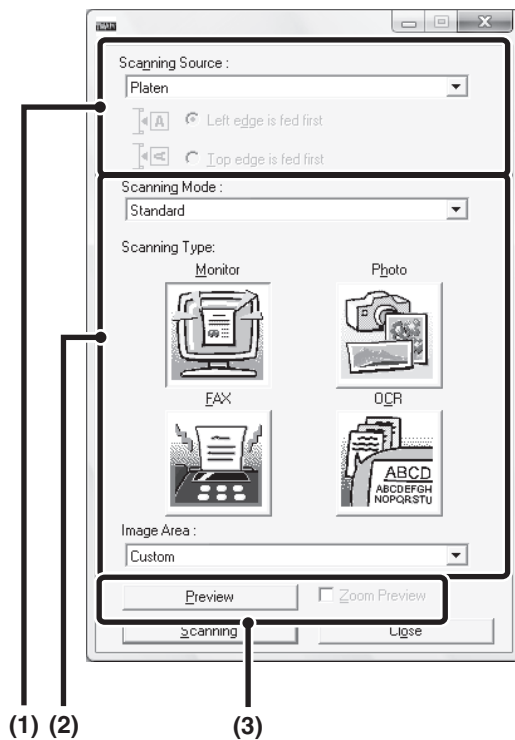 TWAIN
Scanning Source :
Platen
A Left edge is fed first
A Top edge is fed first
Scanning Mode :
Standard
Scanning Type:
Monitor Photo
FAX OCR
ABCD
ABCDEFGH
NOPQRSTU
Image Area :
Custom
Preview Zoom Preview
Scanning Close
(1) (2) (3)